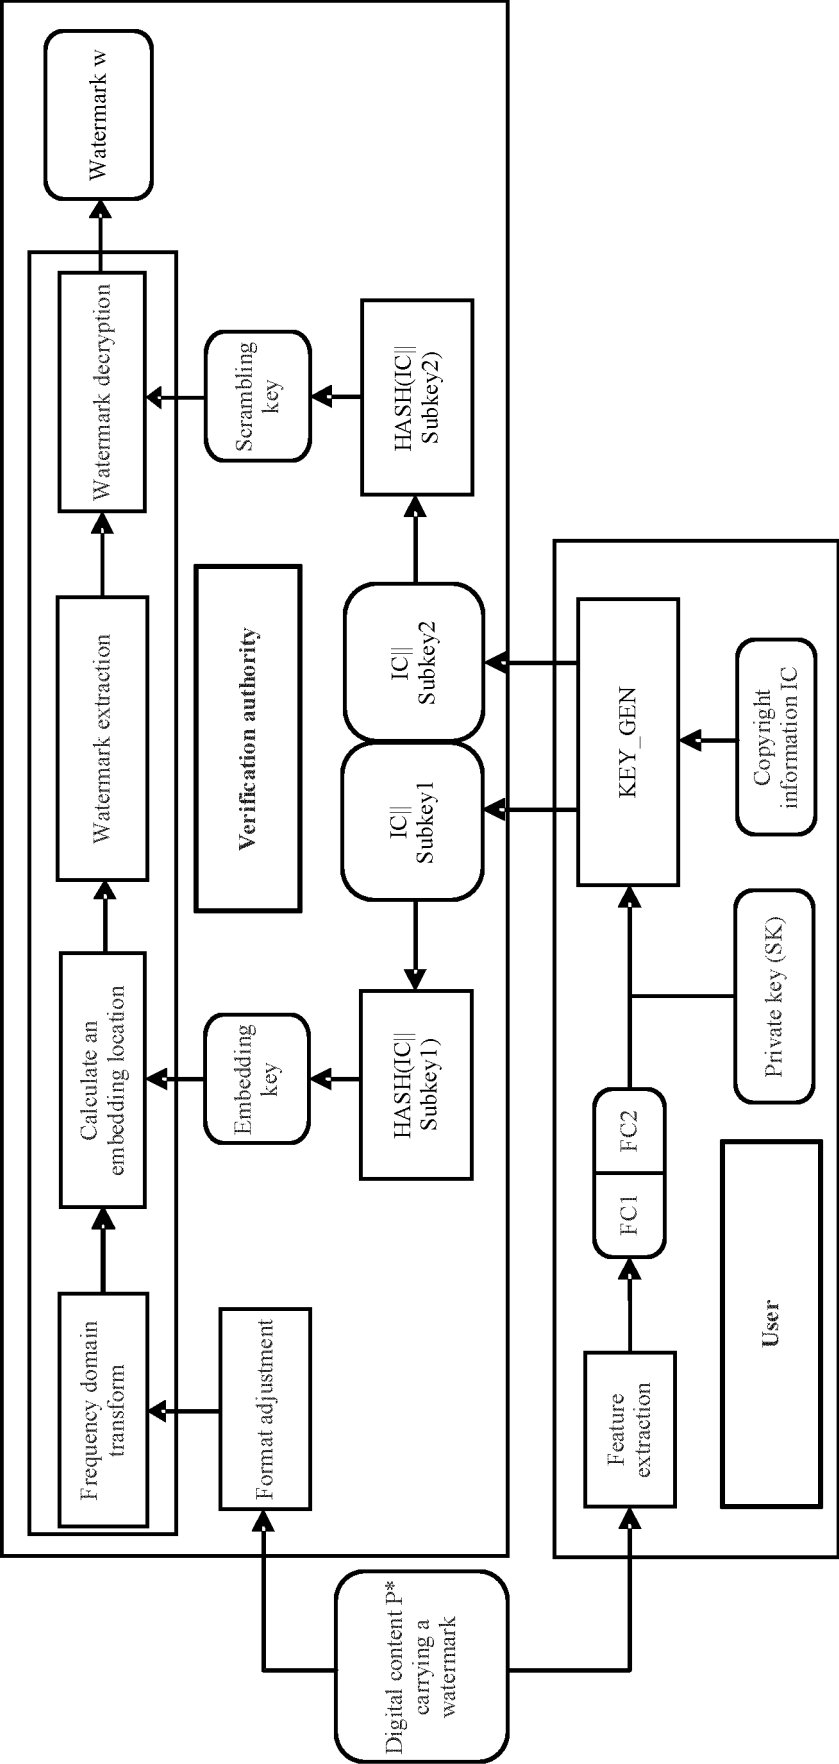 Digital content P*
carrying a
watermark
Format adjustment
Frequency domain
transform
Calculate an
embedding location
Watermark extraction
Watermark decryption
Watermark w
Embedding
key
Scrambling
key
Verification authority
HASH(IC||
Subkey1)
IC||
Subkey1
IC||
Subkey2
HASH(IC||
Subkey2)
Feature
extraction
FC1
FC2
KEY_GEN
User
Private key (SK)
Copyright
information IC